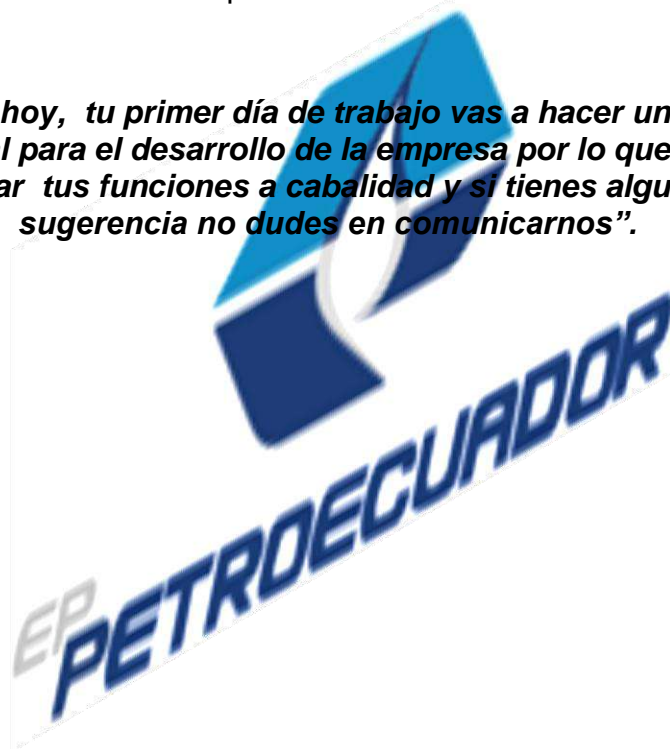 hoy, tu primer día de trabajo vas a hacer un
l para el desarrollo de la empresa por lo que
ar tus funciones a cabalidad y si tienes algu
sugerencia no dudes en comunicarnos”.
EP PETROECUADOR